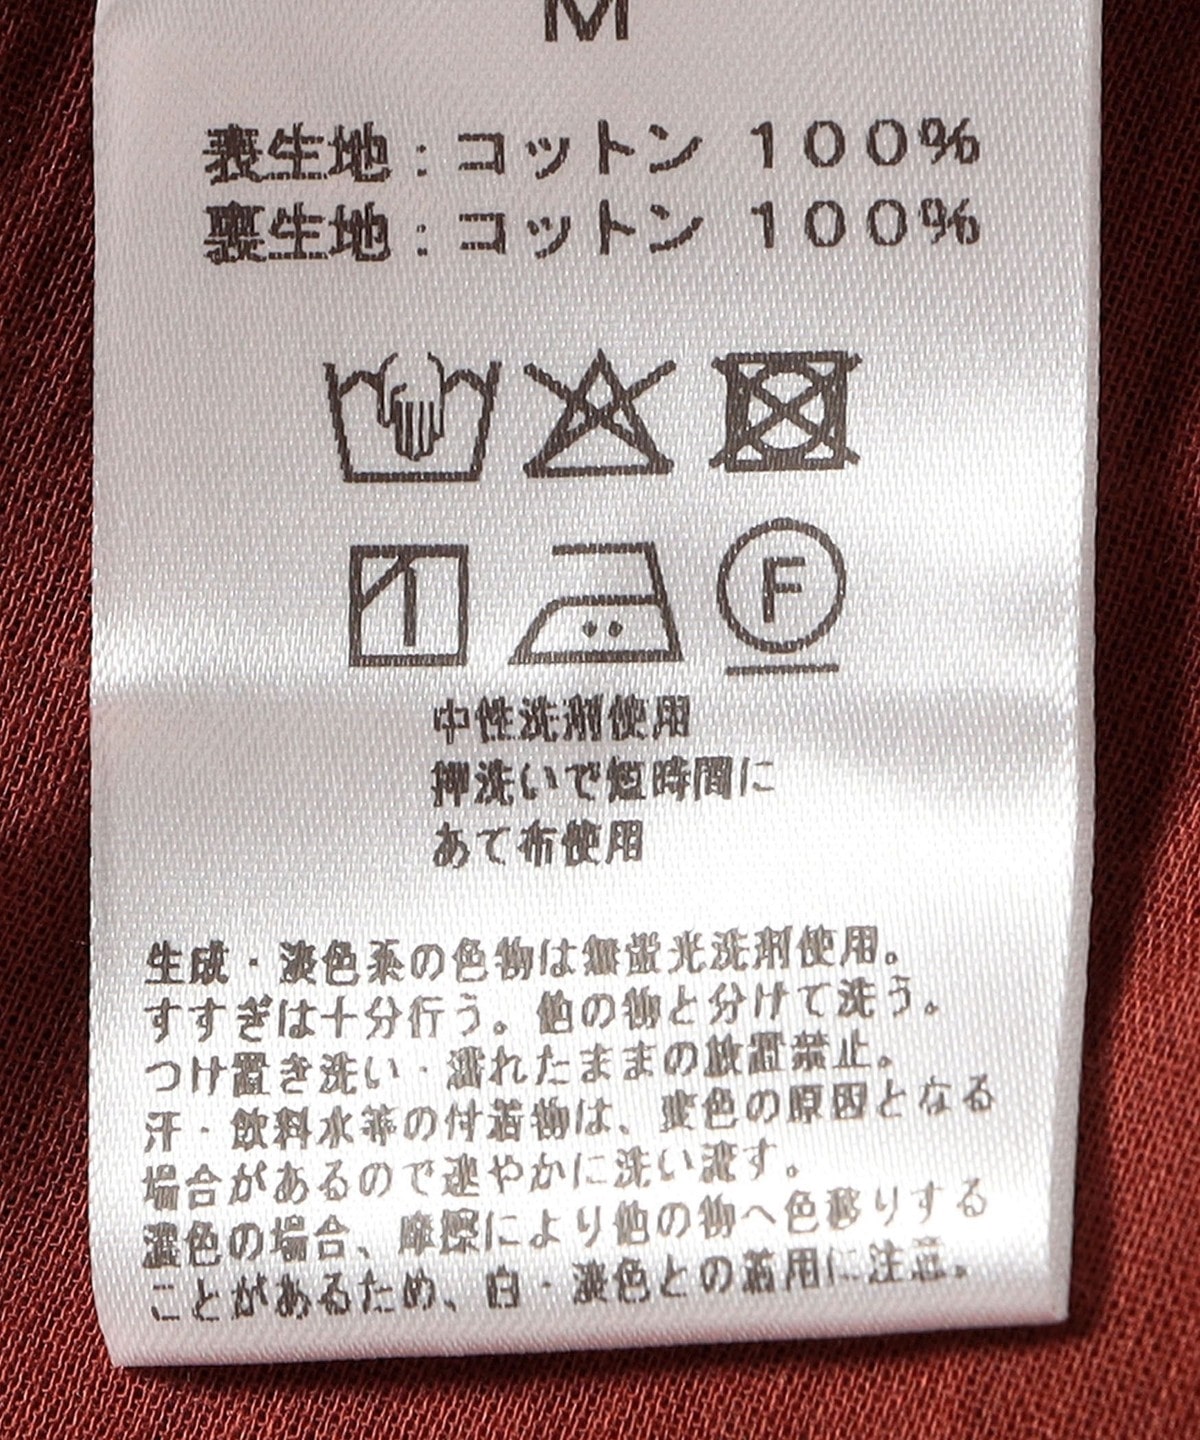 M
表生地：コットン 100%
裏生地：コットン 100%
F
中性洗剤使用
押洗いで短時間に
あて布使用
生成・淡色系の色物は無蛍光洗剤使用。
すすぎは十分行う。他の物と分けて洗う。
つけ置き洗い・濡れたままの放置禁止。
汗・飲料水等の付着物は、変色の原因となる
場合があるので速やかに洗い流す。
濃色の場合、摩擦により他の物へ色移りする
ことがあるため、白・淡色との着用に注意。